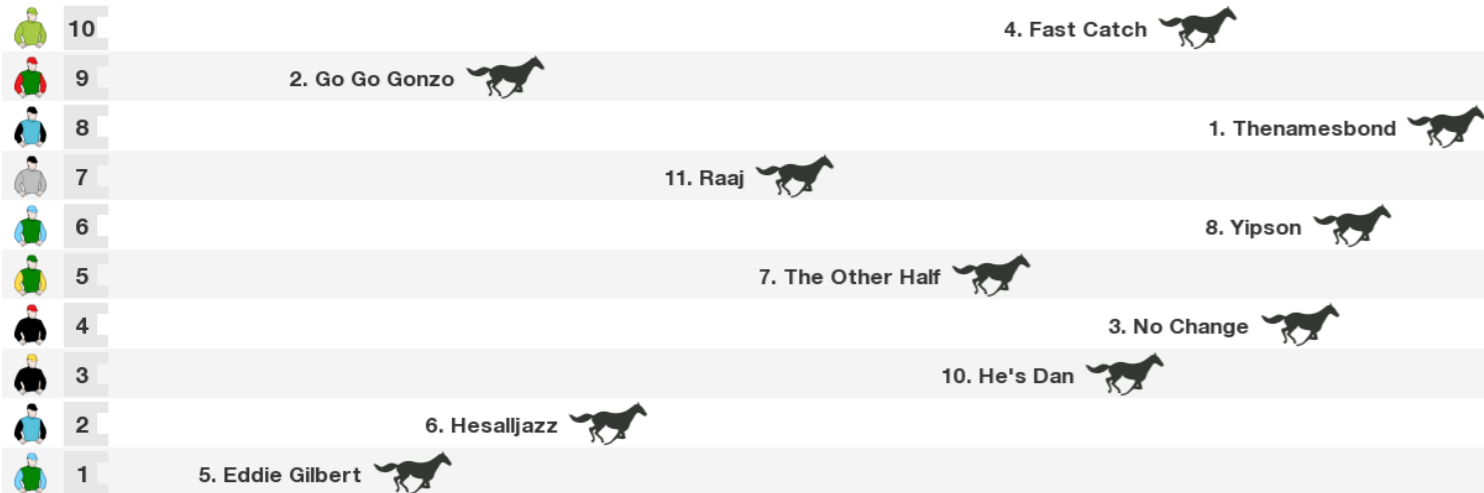 10 4. Fast Catch
9 2. Go Go Gonzo
8 1. Thenamesbond
7 11. Raaj
6 8. Yipson
5 7. The Other Half
4 3. No Change
3 10. He's Dan
2 6. Hesalljazz
1 5. Eddie Gilbert